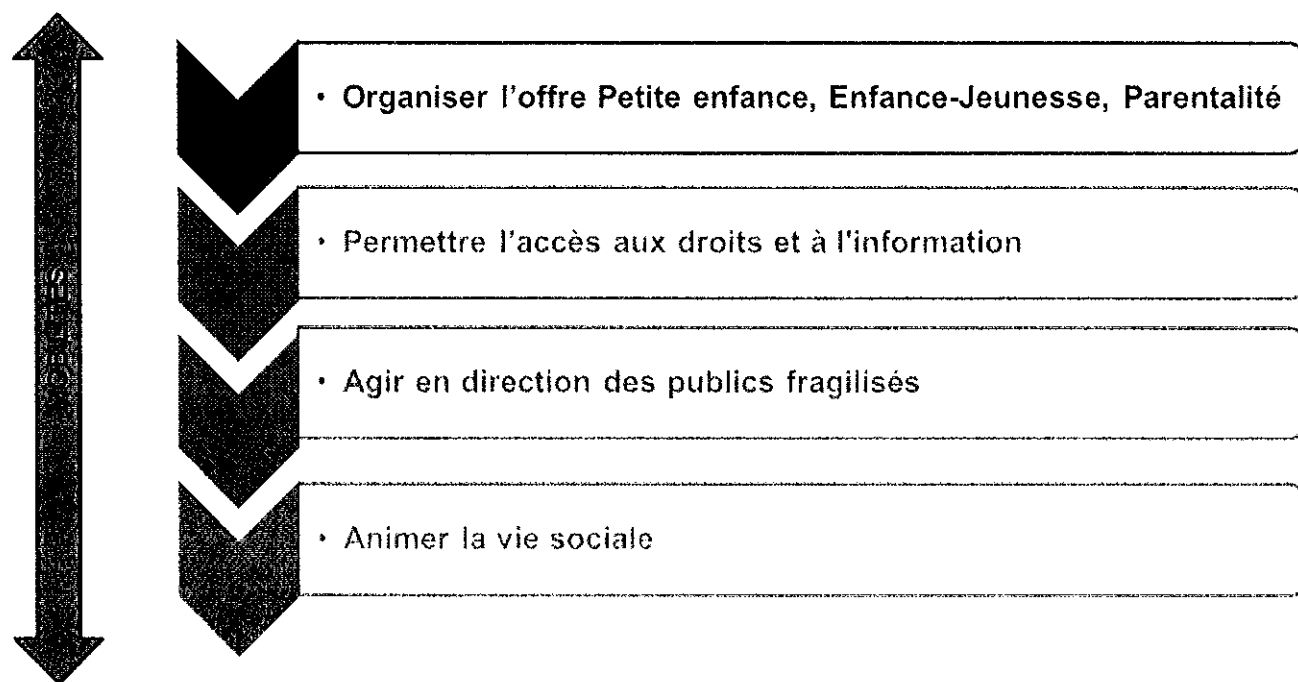 • Organiser l'offre Petite enfance, Enfance-Jeunesse, Parentalité
• Permettre l'accès aux droits et à l'information
• Agir en direction des publics fragilisés
• Animer la vie sociale